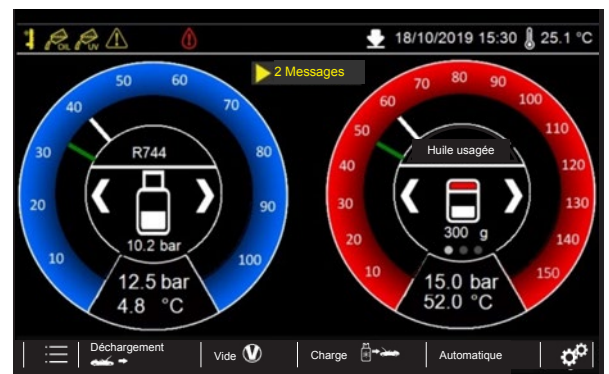 OIL UV 18/10/2019 15:30 25.1 °C
2 Messages
10 20 30 40 50 60 70 80 90 100
R744
10.2 bar
12.5 bar
4.8 °C
10 20 30 40 50 60 70 80 90 100 110 120 130 140 150
Huile usagée
300 g
15.0 bar
52.0 °C
Déchargement
Vide V
Charge
Automatique